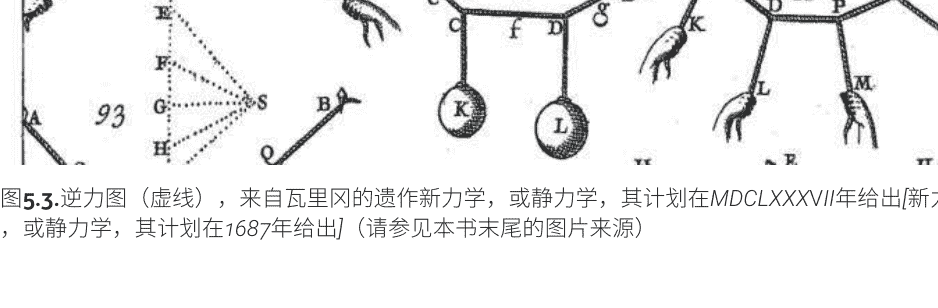 E
C
f
D
g
K
D
P
F
L
M
A
93
G
S
B
K
L
H
Q
E
图5.3.逆力图（虚线），来自瓦里冈的遗作新力学，或静力学，其计划在MDCLXXXVII年给出[新力
，或静力学，其计划在1687年给出]（请参见本书末尾的图片来源）